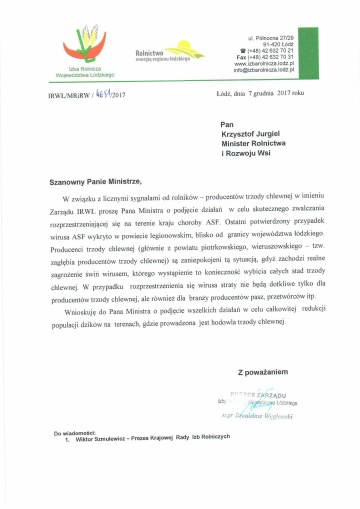 Izba Rolnicza
Województwa Łódzkiego
Rolnictwo
energią regionu łódzkiego
ul. Północna 27/29
91-420 Łódź
☎ (+48) 42 632 70 21
Fax (+48) 42 632 70 31
www.izbarolnicza.lodz.pl
info@izbarolnicza.lodz.pl
IRWŁ/MRiRW / 4651/2017
Łódź, dnia 7 grudnia 2017 roku
Pan
Krzysztof Jurgiel
Minister Rolnictwa
i Rozwoju Wsi
Szanowny Panie Ministrze,
W związku z licznymi sygnałami od rolników – producentów trzody chlewnej w imieniu
Zarządu IRWŁ proszę Pana Ministra o podjęcie działań w celu skutecznego zwalczania
rozprzestrzeniającej się na terenie kraju choroby ASF. Ostatni potwierdzony przypadek
wirusa ASF wykryto w powiecie legionowskim, blisko od granicy województwa łódzkiego.
Producenci trzody chlewnej (głównie z powiatu piotrkowskiego, wieruszowskiego – tzw.
zagłębia producentów trzody chlewnej) są zaniepokojeni tą sytuacją, gdyż zachodzi realne
zagrożenie świń wirusem, którego wystąpienie to konieczność wybicia całych stad trzody
chlewnej. W przypadku rozprzestrzenienia się wirusa straty nie będą dotkliwe tylko dla
producentów trzody chlewnej, ale również dla branży producentów pasz, przetwórców itp.
Wnioskuję do Pana Ministra o podjęcie wszelkich działań w celu całkowitej redukcji
populacji dzików na terenach, gdzie prowadzona jest hodowla trzody chlewnej.
Z poważaniem
PREZES ZARZĄDU
Województwa Łódzkiego
mgr Bronisław Węglewski
Do wiadomości:
1. Wiktor Szmulewicz – Prezes Krajowej Rady Izb Rolniczych